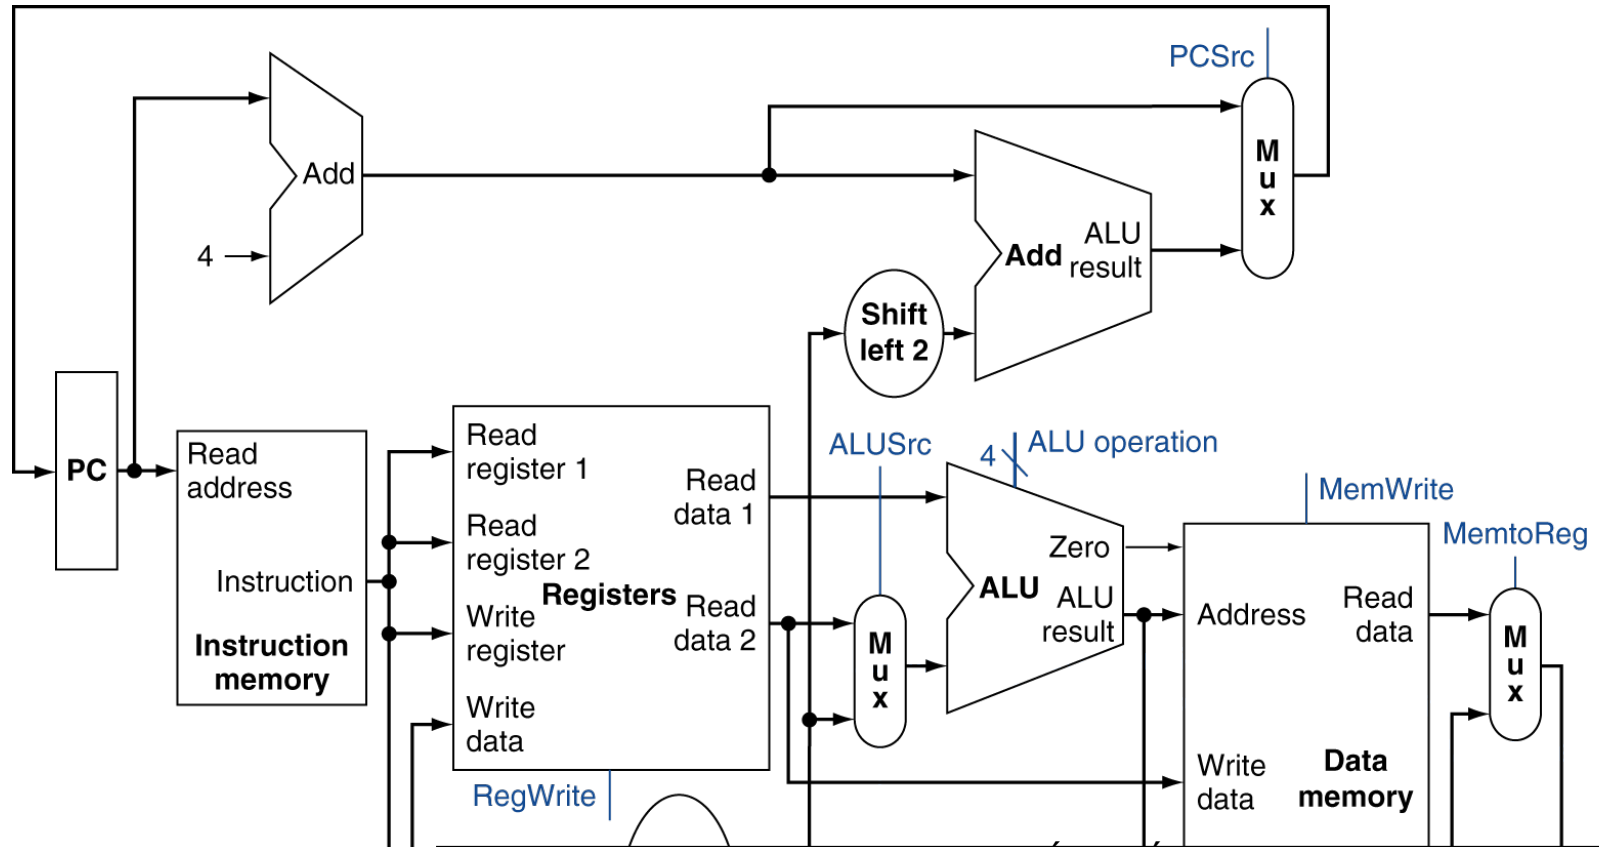 PCSrc
M
u
x
Add
4
Add
ALU
result
Shift
left 2
PC
Read
address
Instruction
Instruction
memory
Read
register 1
Read
register 2
Write
register
Write
data
Registers
Read
data 1
Read
data 2
RegWrite
ALUSrc
M
u
x
4
ALU operation
Zero
ALU
ALU
result
MemWrite
Address
Read
data
Write
data
Data
memory
MemtoReg
M
u
x